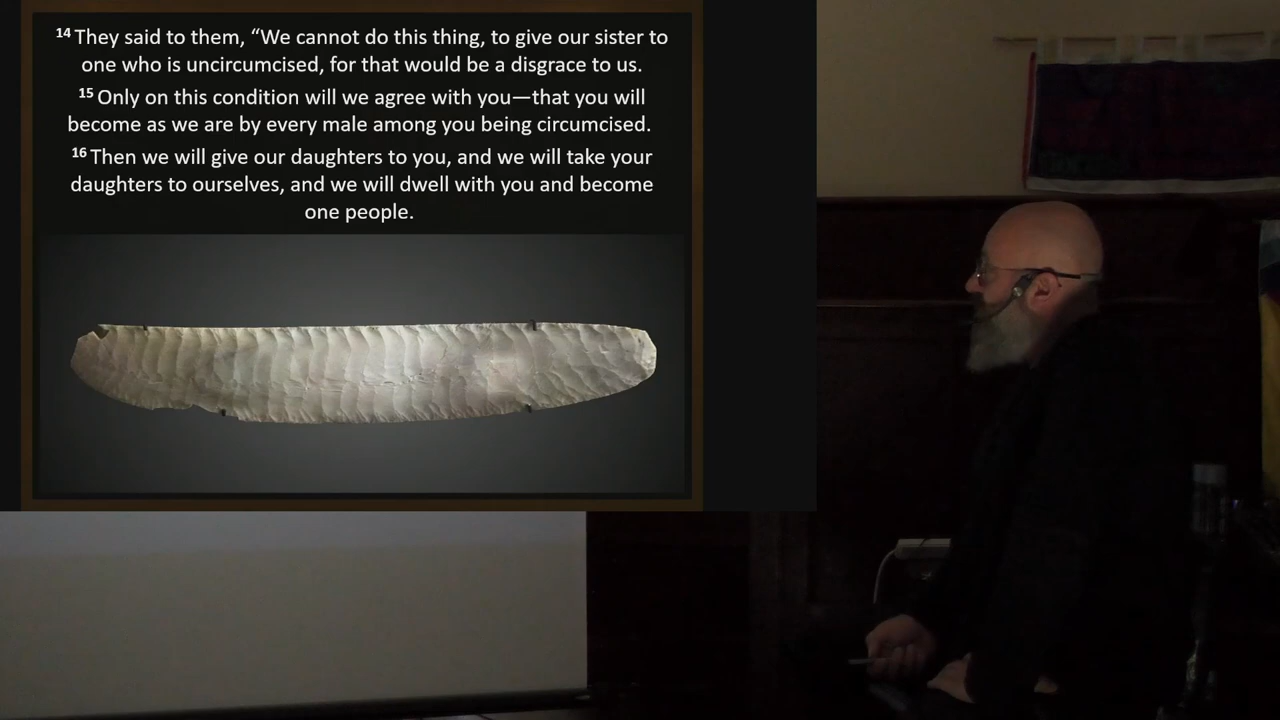 14 They said to them, “We cannot do this thing, to give our sister to
one who is uncircumcised, for that would be a disgrace to us.
15 Only on this condition will we agree with you—that you will
become as we are by every male among you being circumcised.
16 Then we will give our daughters to you, and we will take your
daughters to ourselves, and we will dwell with you and become
one people.